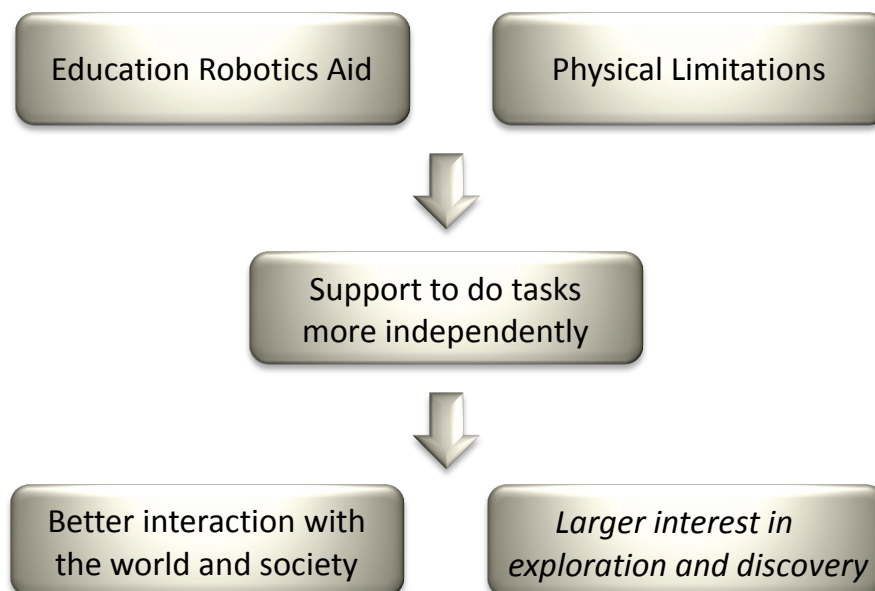 Education Robotics Aid
Physical Limitations
Support to do tasks
more independently
Better interaction with
the world and society
Larger interest in
exploration and discovery